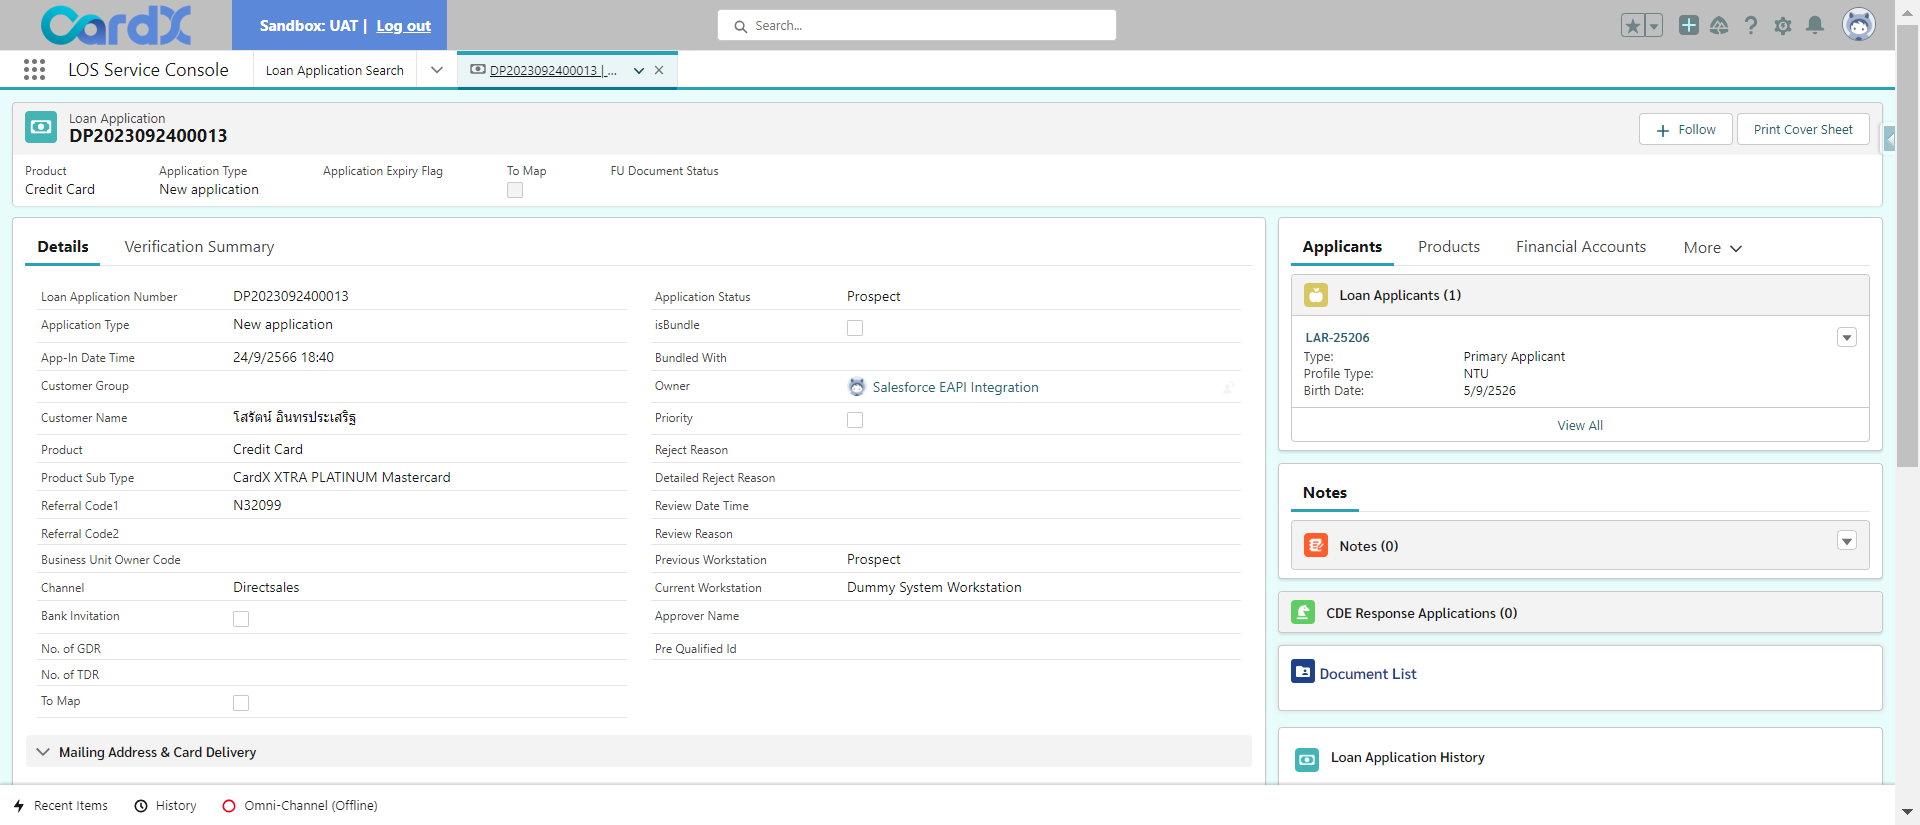 CardX
Sandbox: UAT | Log out
Search...
LOS Service Console
Loan Application Search
DP2023092400013 | ...
Loan Application
DP2023092400013
Follow
Print Cover Sheet
Product
Application Type
Application Expiry Flag
To Map
FU Document Status
Credit Card
New application
Details
Verification Summary
Loan Application Number DP2023092400013
Application Type New application
App-In Date Time 24/9/2566 18:40
Customer Group
Customer Name โสรัตน์ อินทรประเสริฐ
Product Credit Card
Product Sub Type CardX XTRA PLATINUM Mastercard
Referral Code1 N32099
Referral Code2
Business Unit Owner Code
Channel Directsales
Bank Invitation
No. of GDR
No. of TDR
To Map
Application Status Prospect
isBundle
Bundled With
Owner Salesforce EAPI Integration
Priority
Reject Reason
Detailed Reject Reason
Review Date Time
Review Reason
Previous Workstation Prospect
Current Workstation Dummy System Workstation
Approver Name
Pre Qualified Id
Mailing Address & Card Delivery
Applicants
Products
Financial Accounts
More
Loan Applicants (1)
LAR-25206
Type: Primary Applicant
Profile Type: NTU
Birth Date: 5/9/2526
View All
Notes
Notes (0)
CDE Response Applications (0)
Document List
Loan Application History
Recent Items
History
Omni-Channel (Offline)